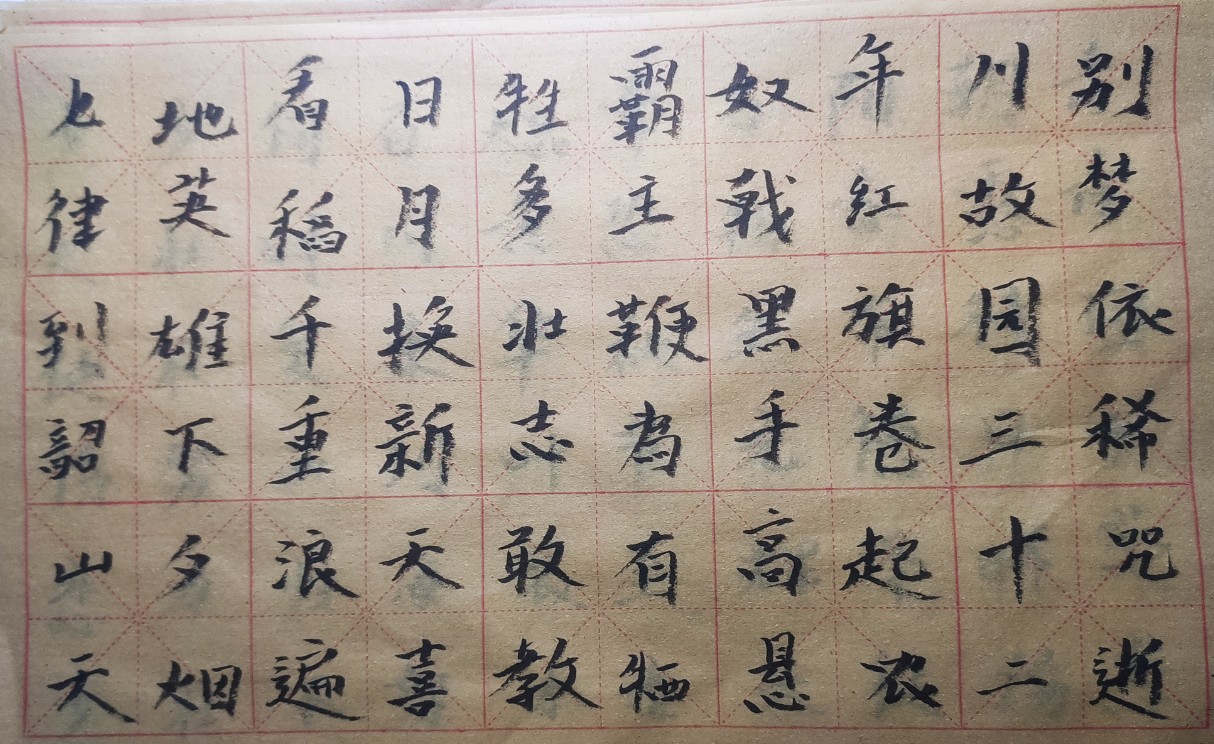 别梦依稀咒逝
川故园三十二
年红旗卷起农
奴戟黑手高悬
霸主鞭為有牺
牲多壮志敢教
日月换新天喜
看稻千重浪遍
地英雄下夕烟
七律到韶山天